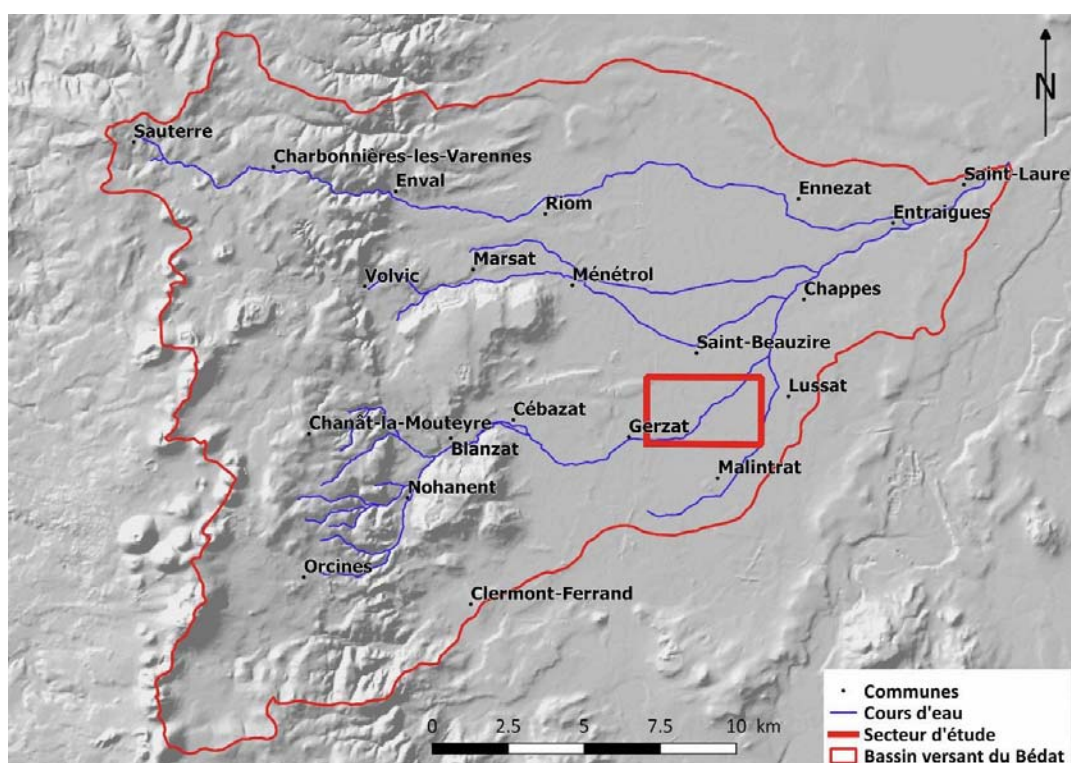 N
Sauterre
Charbonnières-les-Varennes
Enval
Saint-Laure
Ennezat
Riom
Entraigues
Marsat
Volvic
Ménétrol
Chappes
Saint-Beauzire
Lussat
Cébazat
Chanât-la-Mouteyre
Gerzat
Blanzat
Malintrat
Nohanent
Orcines
Clermont-Ferrand
0 2.5 5 7.5 10 km
Communes
Cours d'eau
Secteur d'étude
Bassin versant du Bédat